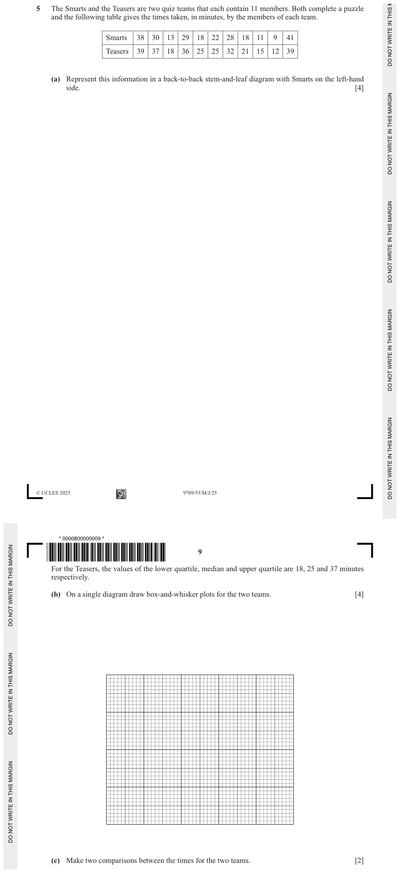 5 The Smarts and the Teasers are two quiz teams that each contain 11 members. Both complete a puzzle
and the following table gives the times taken, in minutes, by the members of each team.
Smarts 38 30 13 29 18 22 28 18 11 9 41
Teasers 39 37 18 36 25 25 32 21 15 12 39
(a) Represent this information in a back-to-back stem-and-leaf diagram with Smarts on the left-hand
side. [4]
DO NOT WRITE IN THIS M
DO NOT WRITE IN THIS MARGIN
DO NOT WRITE IN THIS MARGIN
DO NOT WRITE IN THIS MARGIN
DO NOT WRITE IN THIS MARGIN
© UCLES 2025
9709/55/M/J/25
* 0000800000009 *
9
For the Teasers, the values of the lower quartile, median and upper quartile are 18, 25 and 37 minutes
respectively.
(b) On a single diagram draw box-and-whisker plots for the two teams. [4]
(c) Make two comparisons between the times for the two teams. [2]
DO NOT WRITE IN THIS MARGIN
DO NOT WRITE IN THIS MARGIN
DO NOT WRITE IN THIS MARGIN